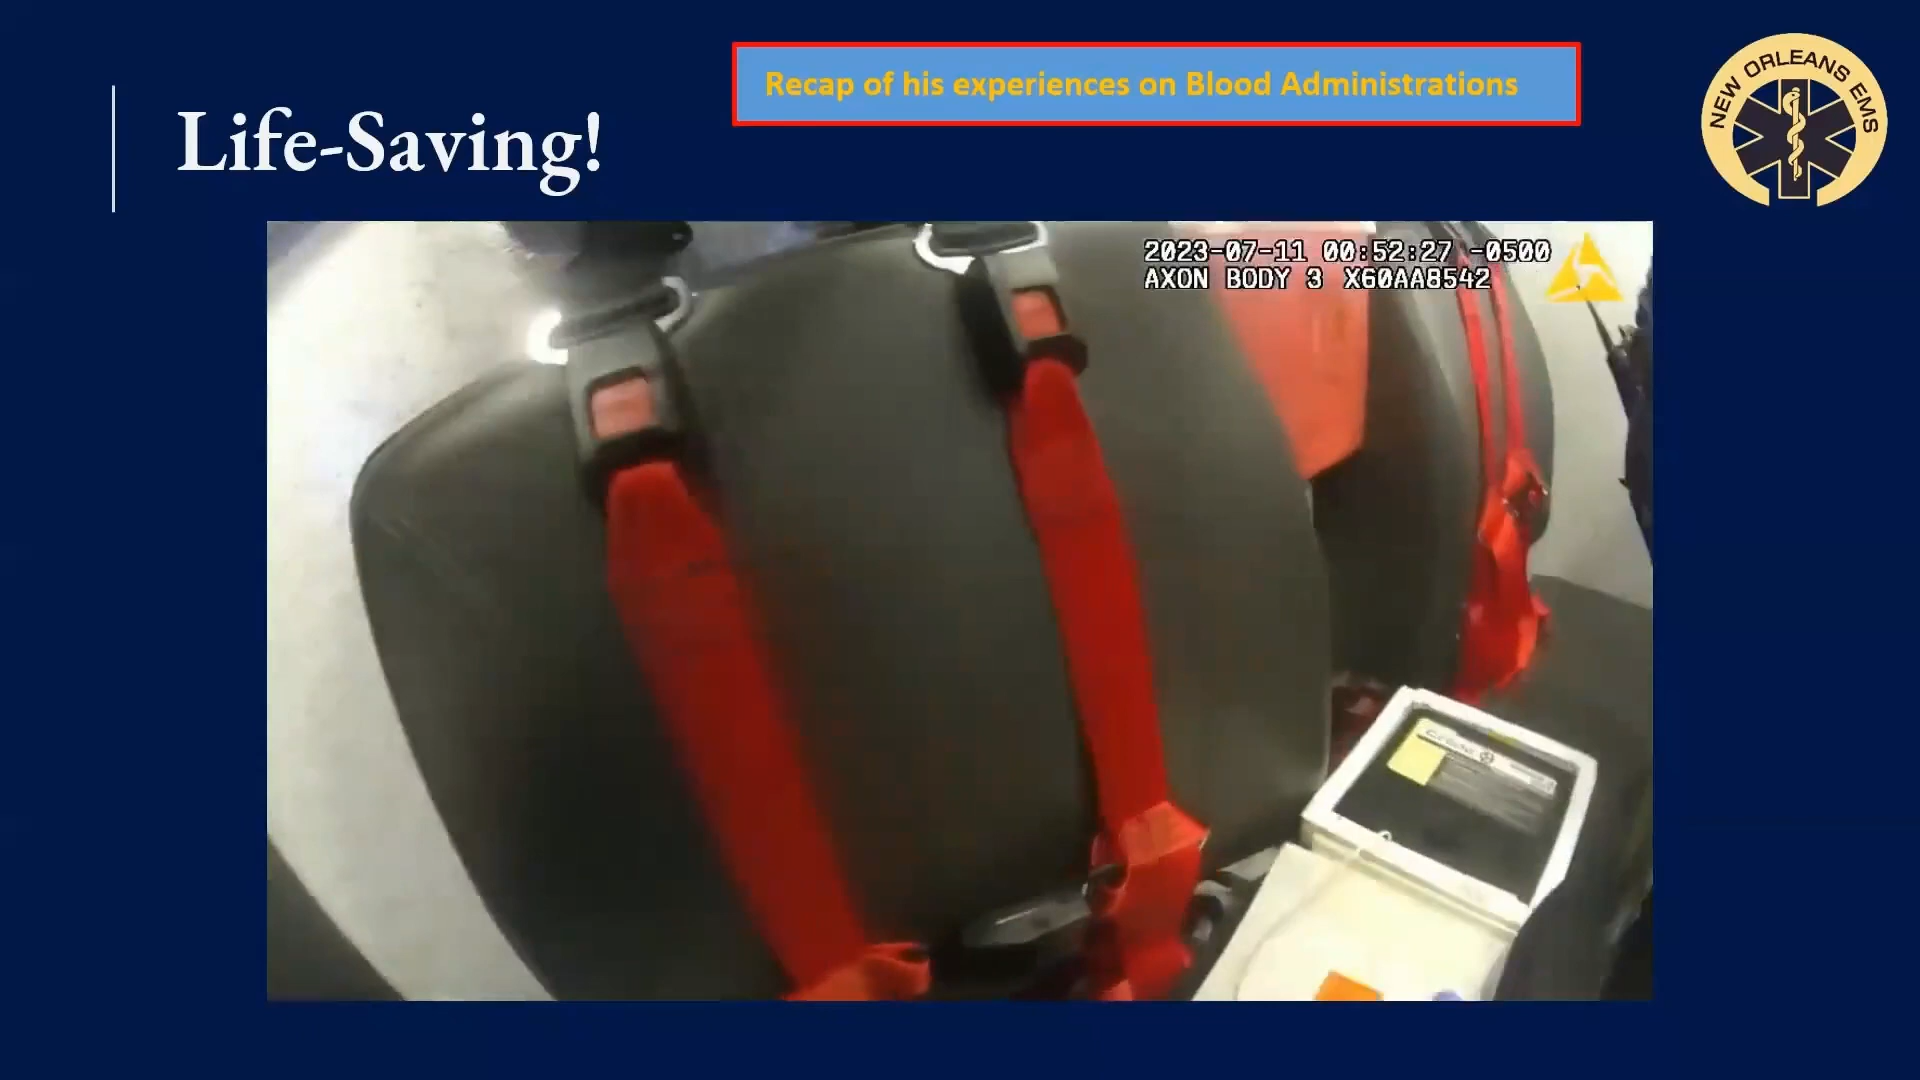 Recap of his experiences on Blood Administrations
Life-Saving!
NEW ORLEANS EMS
2023-07-11 00:52:27 -0500
AXON BODY 3 X60AA8542